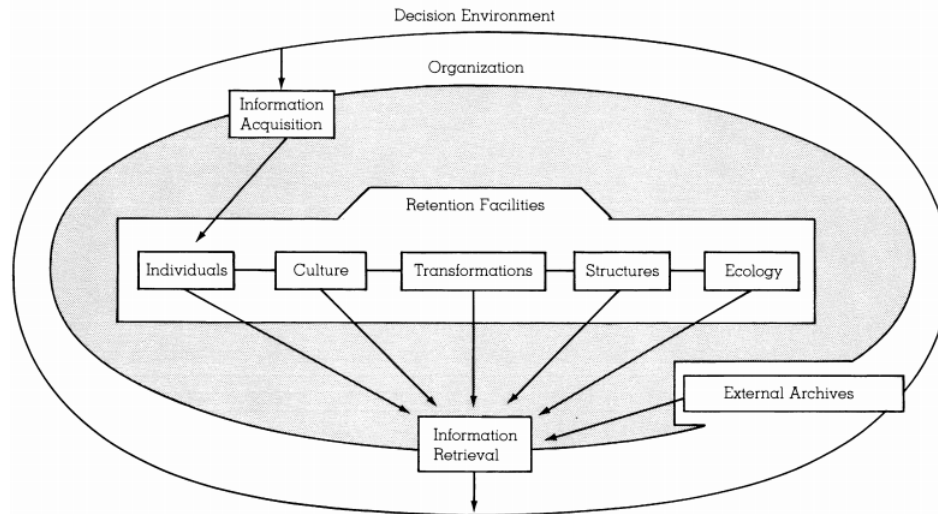 Decision Environment
Organization
Information
Acquisition
Retention Facilities
Individuals
Culture
Transformations
Structures
Ecology
External Archives
Information
Retrieval